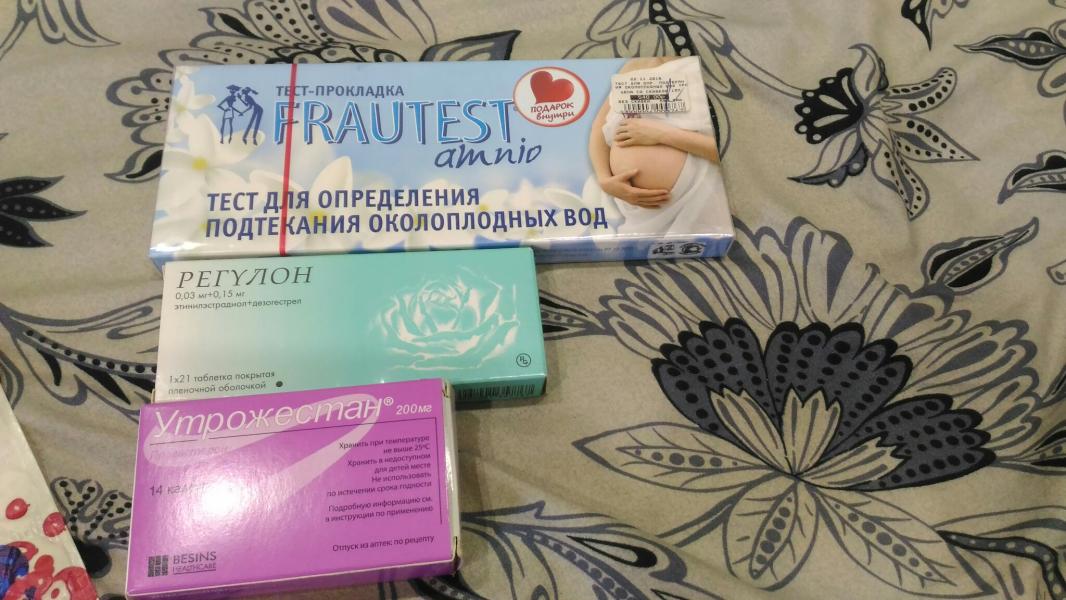 ТЕСТ-ПРОКЛАДКА
FRAUTEST
amnio
ПОДАРОК
внутри
ТЕСТ ДЛЯ ОПРЕДЕЛЕНИЯ
ПОДТЕКАНИЯ ОКОЛОПЛОДНЫХ ВОД
РЕГУЛОН
0,03 мг+0,15 мг
этинилэстрадиол+дезогестрел
1x21 таблетка покрытая
пленочной оболочкой
Утрожестан® 200мг
Хранить при температуре
не выше 25°C
Хранить в недоступном
для детей месте
Не использовать
по истечении срока годности
14
Подробную информацию см.
в инструкции по применению
Отпуск из аптек: по рецепту
BESINS
HEALTHCARE